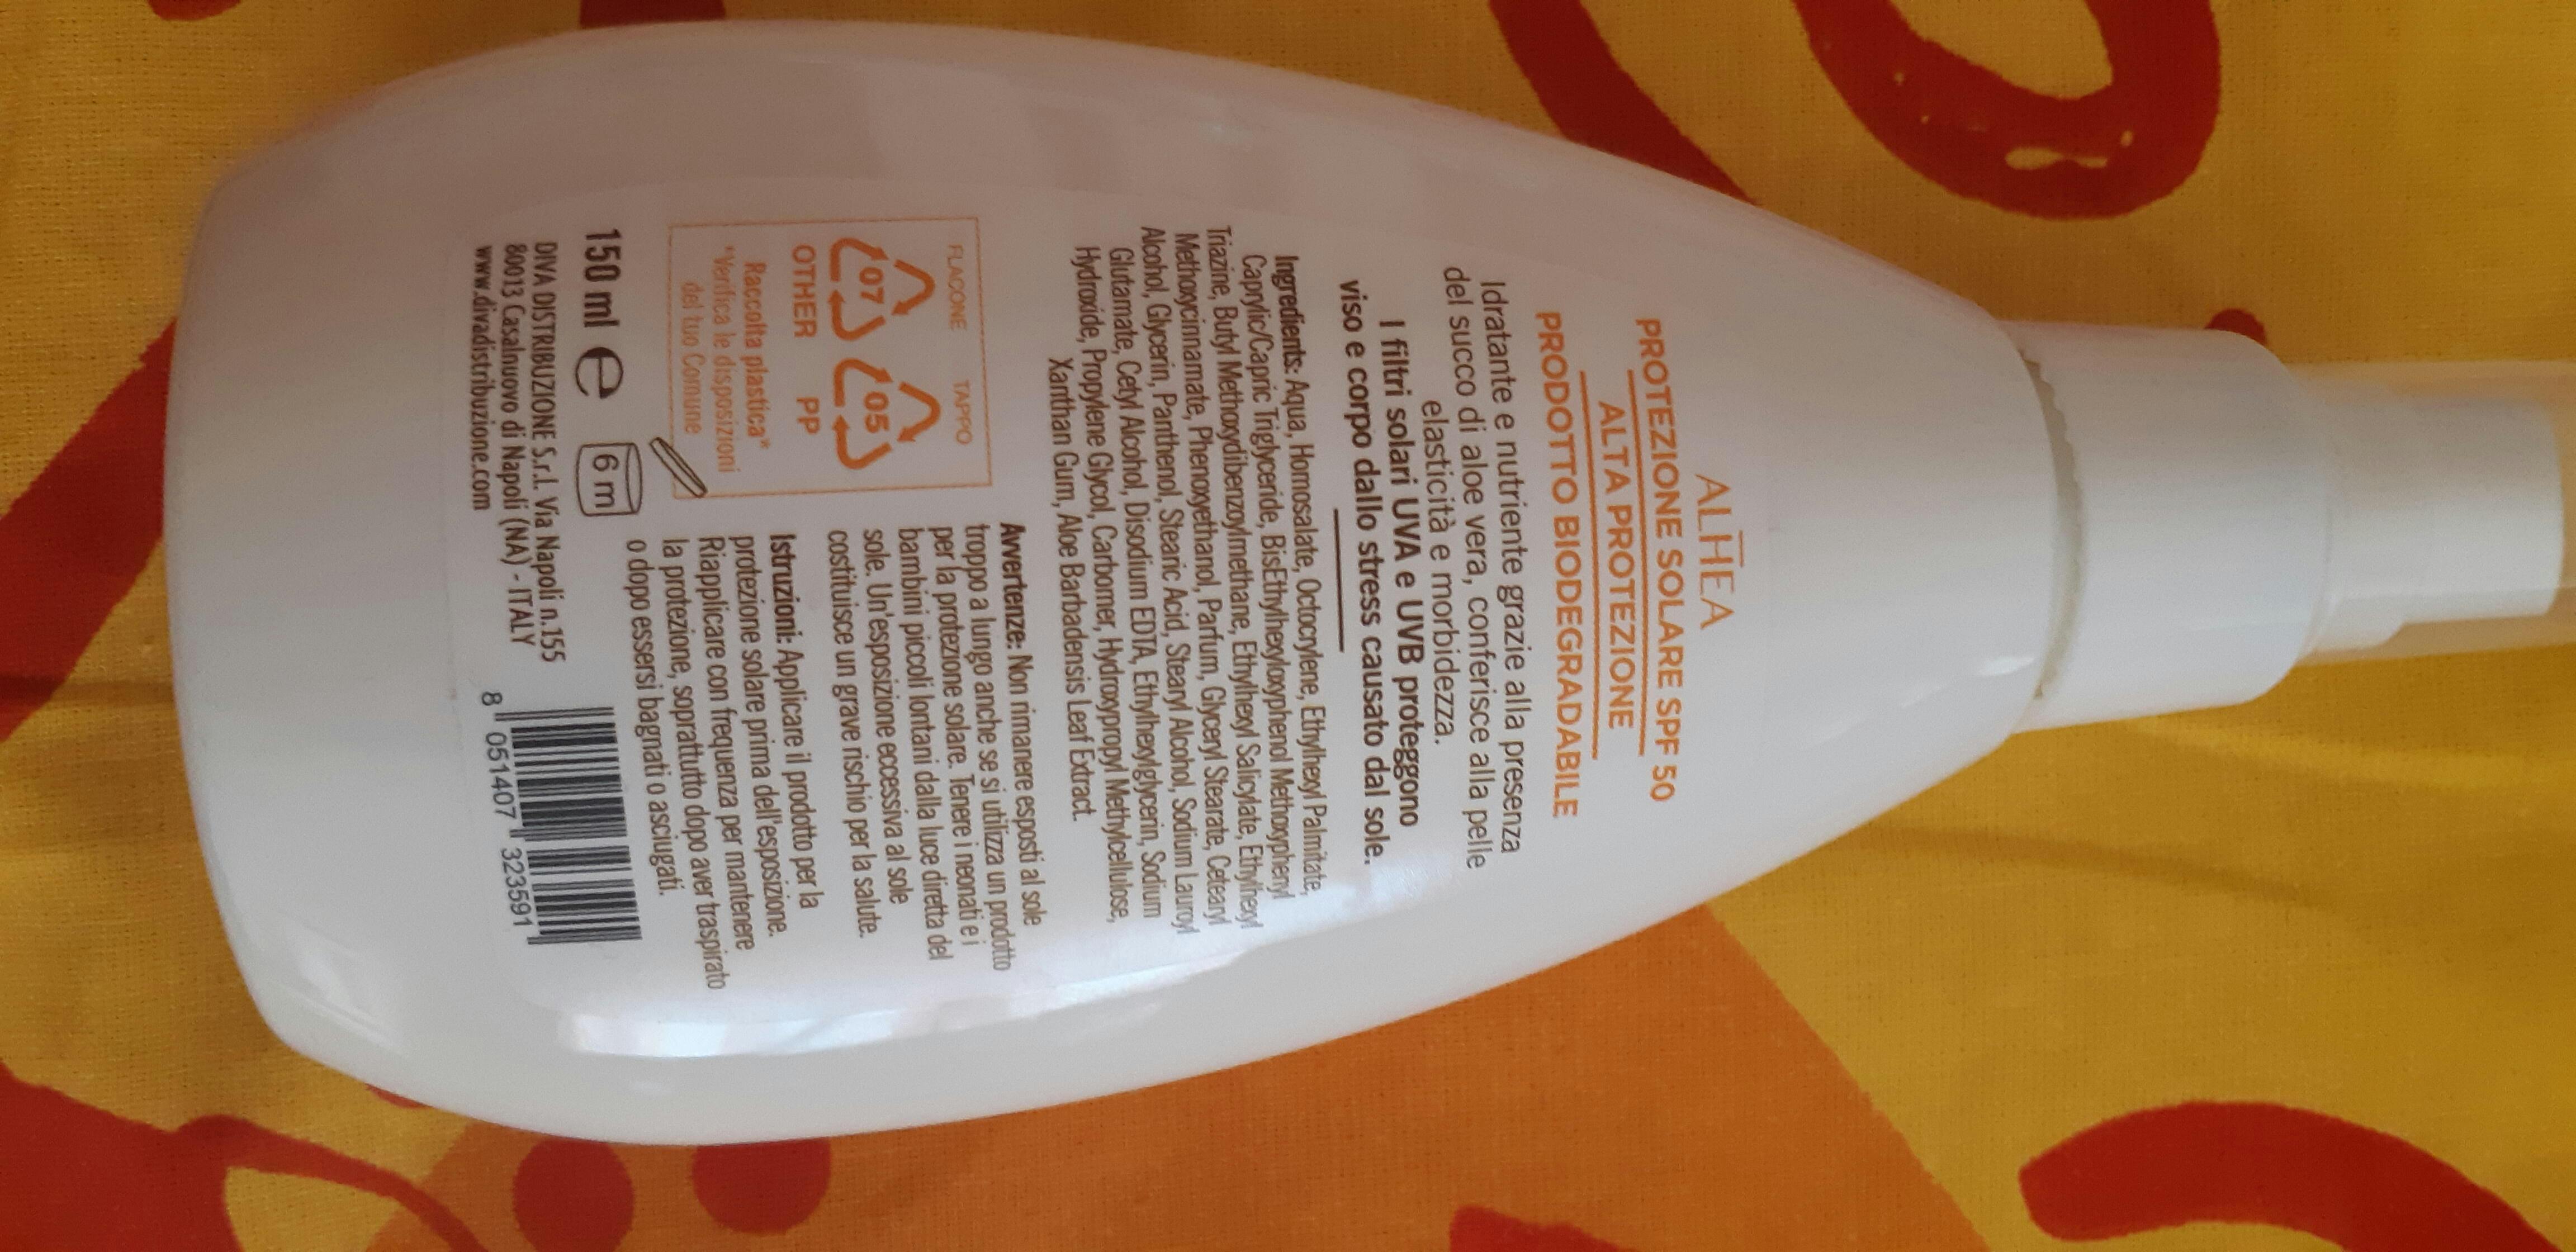 ALHEA
PROTEZIONE SOLARE SPF 50
ALTA PROTEZIONE
PRODOTTO BIODEGRADABILE
Idratante e nutriente grazie alla presenza
del succo di aloe vera, conferisce alla pelle
elasticità e morbidezza.
I filtri solari UVA e UVB proteggono
viso e corpo dallo stress causato dal sole.
Ingredients: Aqua, Homosalate, Octocrylene, Ethylhexyl Palmitate,
Caprylic/Capric Triglyceride, BisEthylhexyloxyphenol Methoxyphenyl
Triazine, Butyl Methoxydibenzoylmethane, Ethylhexyl Salicylate, Ethylhexyl
Methoxycinnamate, Phenoxyethanol, Parfum, Glyceryl Stearate, Cetearyl
Alcohol, Glycerin, Panthenol, Stearic Acid, Stearyl Alcohol, Sodium Lauroyl
Glutamate, Cetyl Alcohol, Disodium EDTA, Ethylhexylglycerin, Sodium
Hydroxide, Propylene Glycol, Carbomer, Hydroxypropyl Methylcellulose,
Xanthan Gum, Aloe Barbadensis Leaf Extract.
FLACONE TAPPO
07 05
OTHER PP
Raccolta plastica*
*Verifica le disposizioni
del tuo Comune
Avvertenze: Non rimanere esposti al sole
troppo a lungo anche se si utilizza un prodotto
per la protezione solare. Tenere i neonati e i
bambini piccoli lontani dalla luce diretta del
sole. Un'esposizione eccessiva al sole
costituisce un grave rischio per la salute.
Istruzioni: Applicare il prodotto per la
protezione solare prima dell'esposizione.
Riapplicare con frequenza per mantenere
la protezione, soprattutto dopo aver traspirato
o dopo essersi bagnati o asciugati.
150 ml e 6 m
DIVA DISTRIBUZIONE S.r.l. Via Napoli n.155
80013 Casalnuovo di Napoli (NA) - ITALY
www.divadistribuzione.com
8 051407 323591